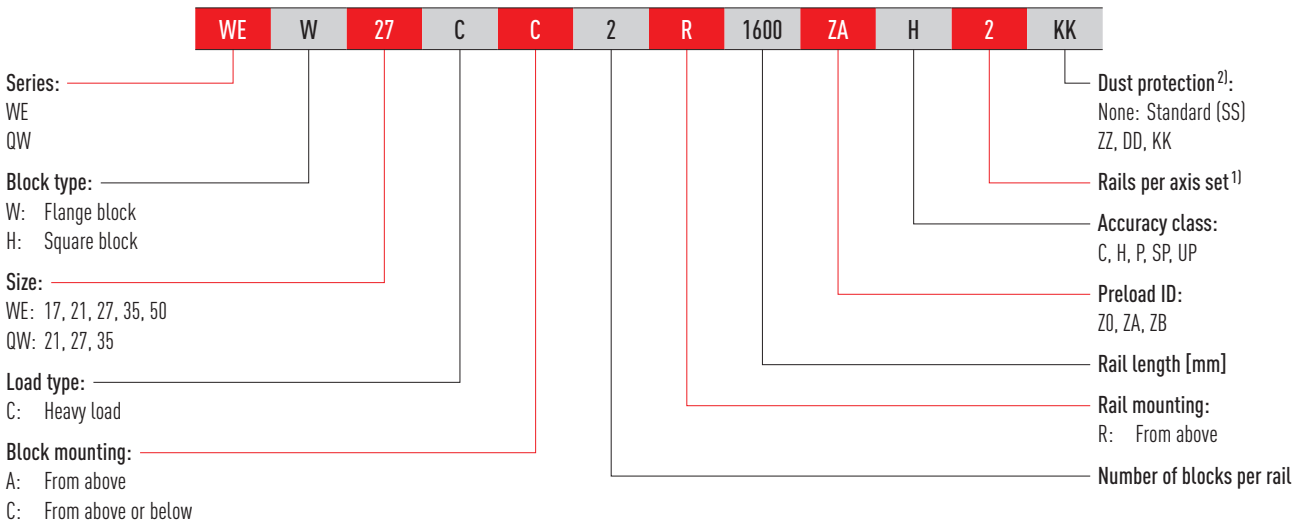 WE W 27 C C 2 R 1600 ZA H 2 KK
Series:
WE
QW
Block type:
W: Flange block
H: Square block
Size:
WE: 17, 21, 27, 35, 50
QW: 21, 27, 35
Load type:
C: Heavy load
Block mounting:
A: From above
C: From above or below
Dust protection 2):
None: Standard (SS)
ZZ, DD, KK
Rails per axis set 1)
Accuracy class:
C, H, P, SP, UP
Preload ID:
Z0, ZA, ZB
Rail length [mm]
Rail mounting:
R: From above
Number of blocks per rail